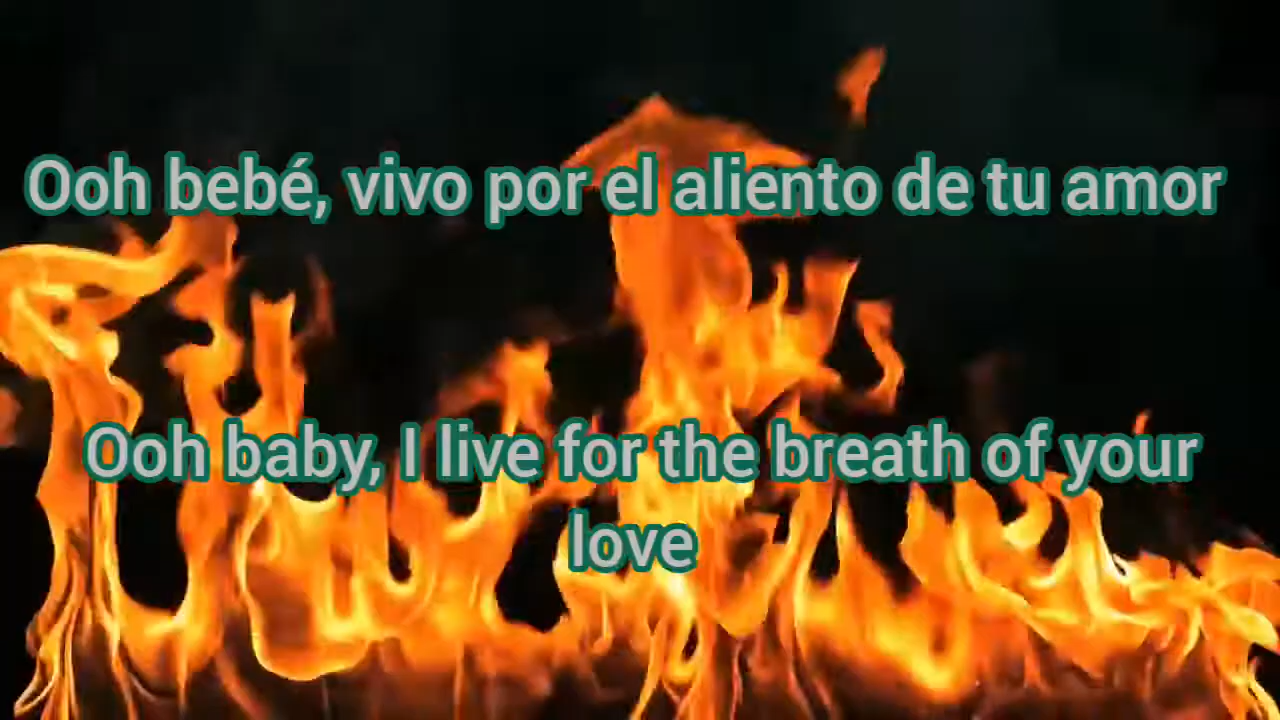 Ooh bebé, vivo por el aliento de tu amor
Ooh baby, I live for the breath of your
love